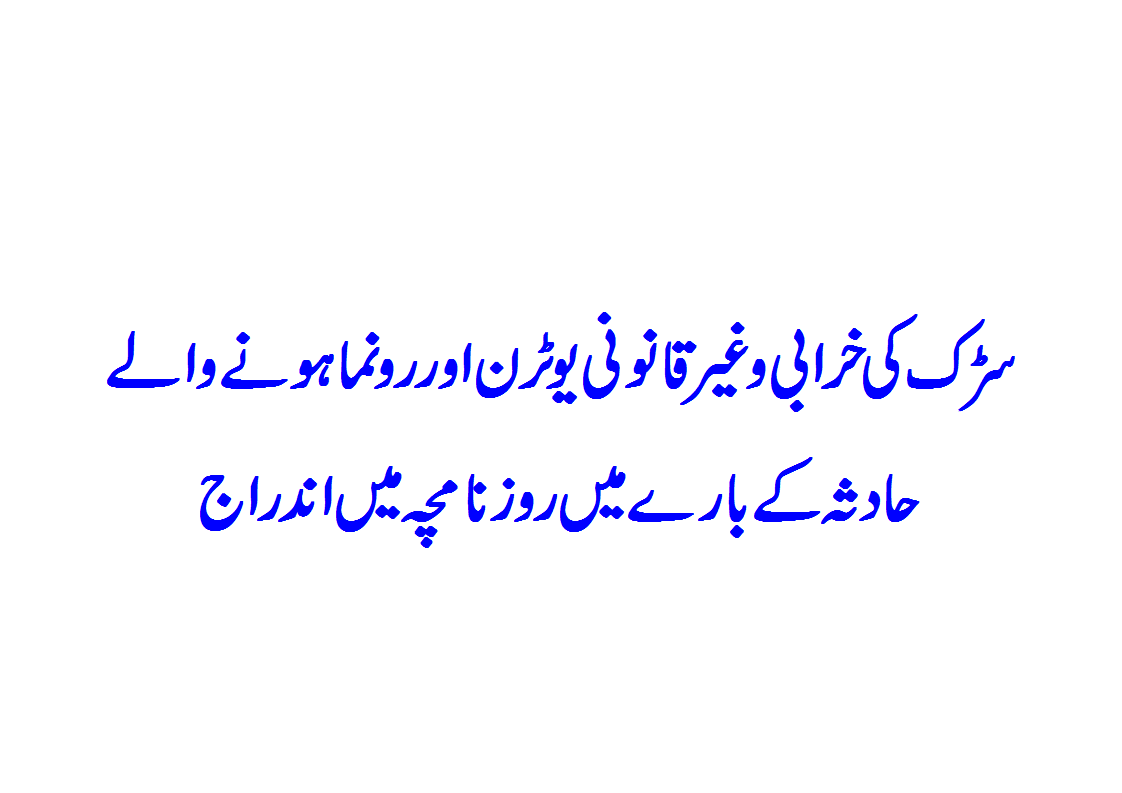 سڑک کی خرابی و غیر قانونی یوٹرن اور رونما ہونے والے
حادثہ کے بارے میں روزنامچہ میں اندراج